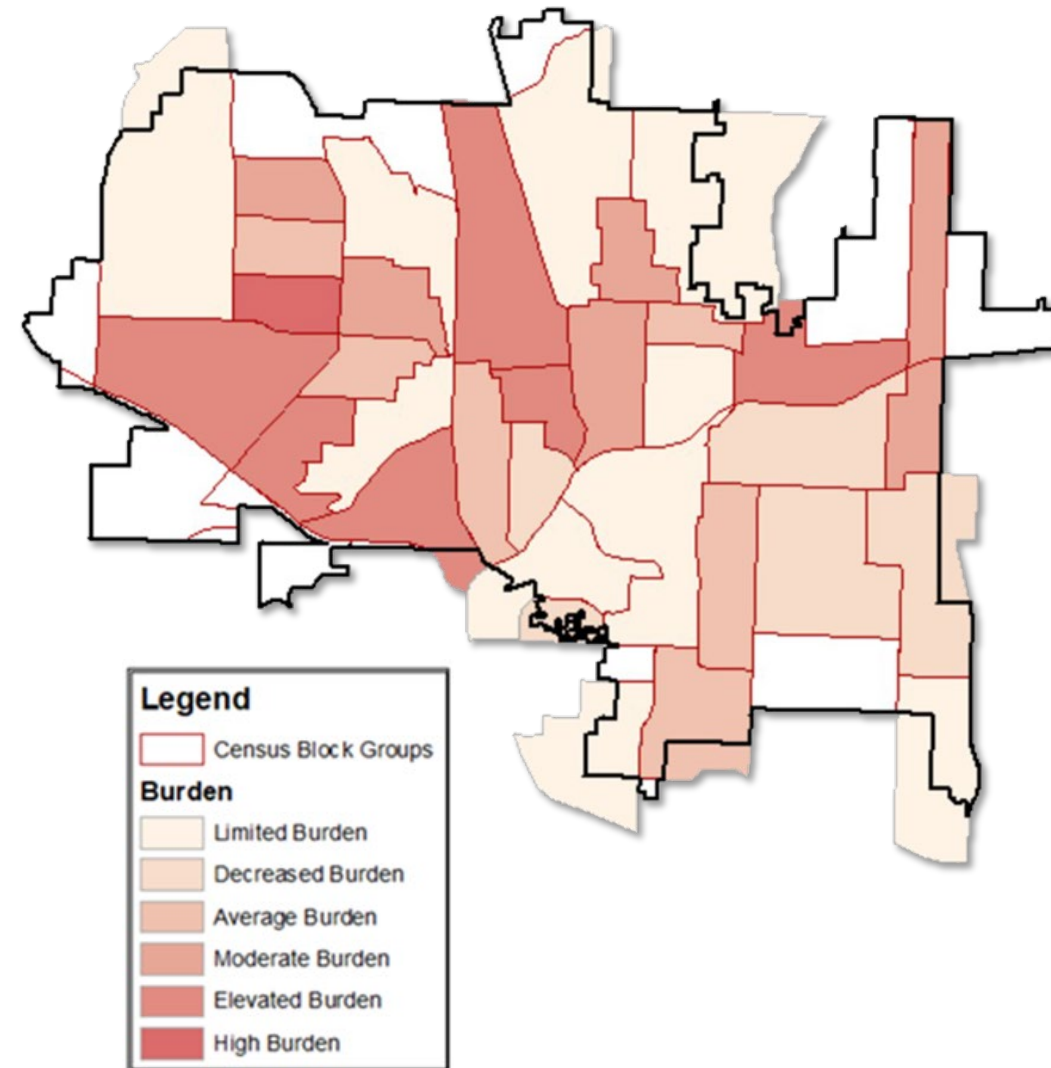 Legend
Census Block Groups
Burden
Limited Burden
Decreased Burden
Average Burden
Moderate Burden
Elevated Burden
High Burden